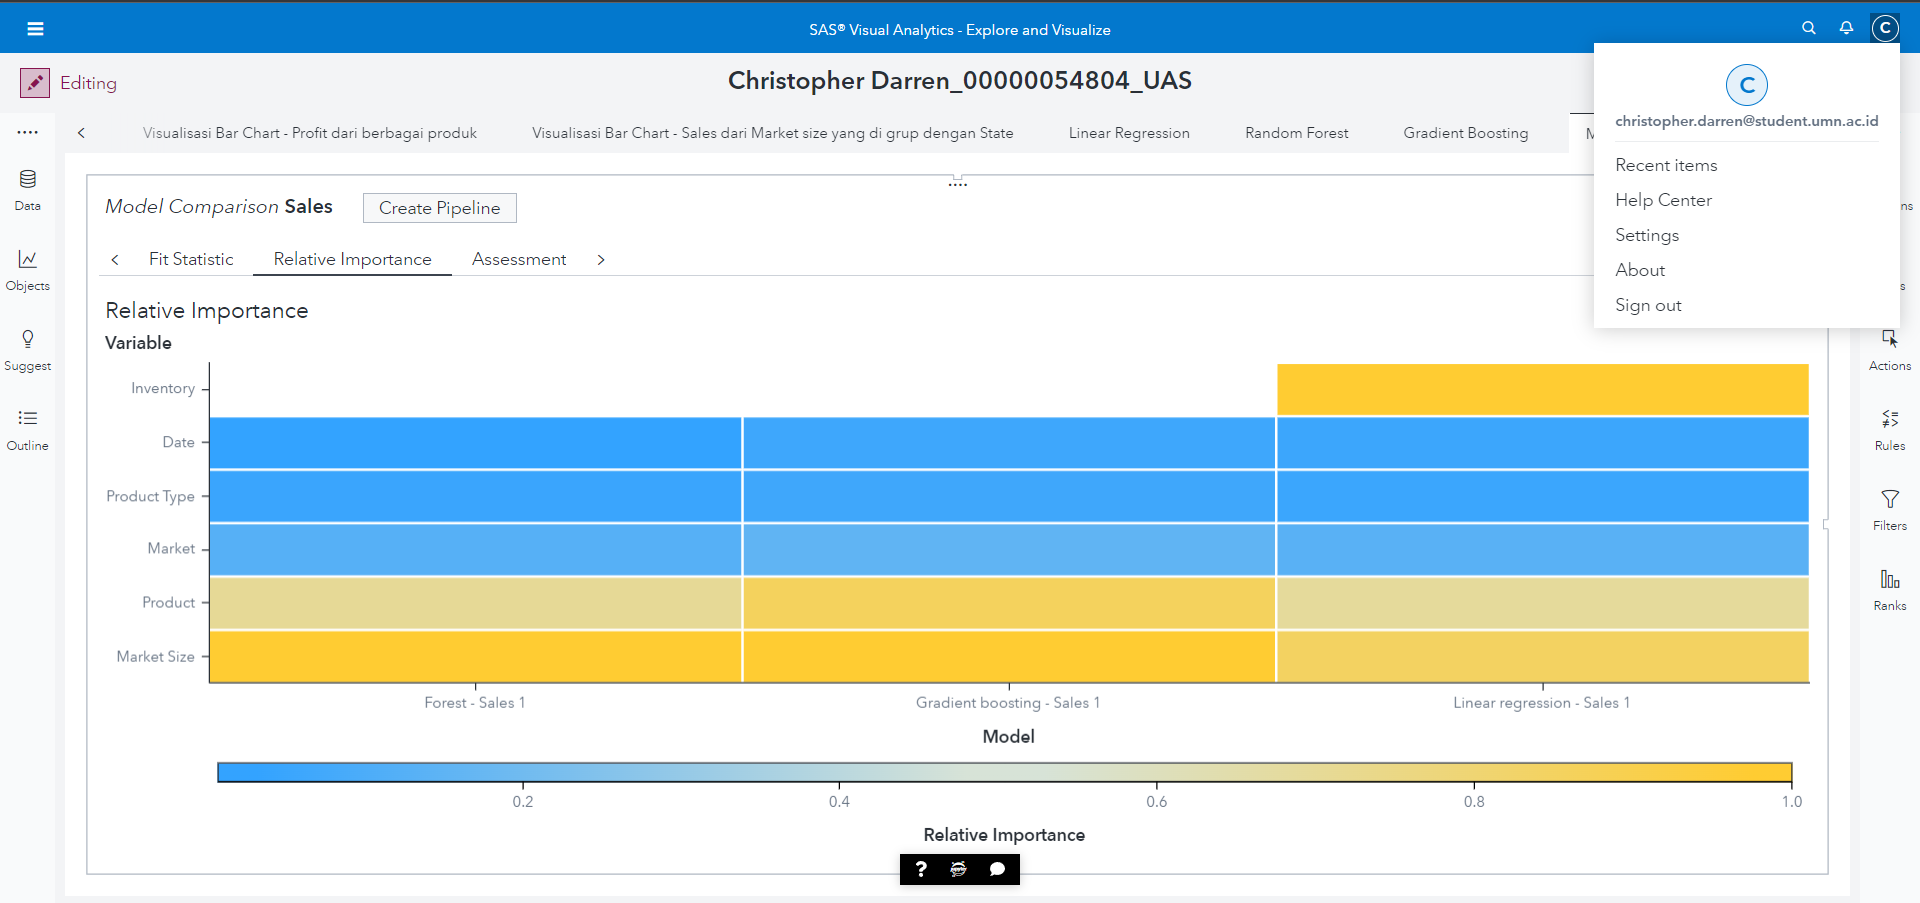 SAS® Visual Analytics - Explore and Visualize
C
Editing
Christopher Darren_00000054804_UAS
C
christopher.darren@student.umn.ac.id
Recent items
Help Center
Settings
About
Sign out
Visualisasi Bar Chart - Profit dari berbagai produk
Visualisasi Bar Chart - Sales dari Market size yang di grup dengan State
Linear Regression
Random Forest
Gradient Boosting
Data
Objects
Suggest
Outline
Model Comparison Sales
Create Pipeline
Fit Statistic
Relative Importance
Assessment
Relative Importance
Variable
Inventory
Date
Product Type
Market
Product
Market Size
Forest - Sales 1
Gradient boosting - Sales 1
Linear regression - Sales 1
Model
0.2
0.4
0.6
0.8
1.0
Relative Importance
?
Actions
Rules
Filters
Ranks